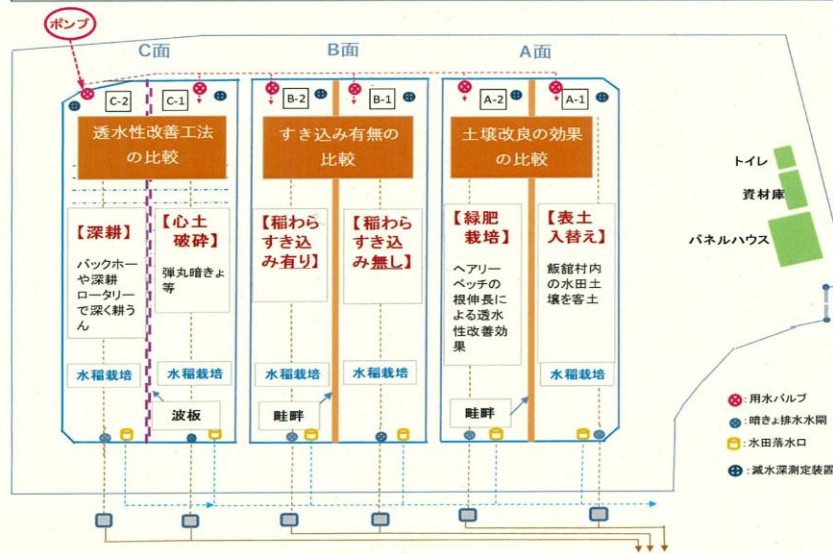 ポンプ
C面
B面
A面
C-2
C-1
B-2
B-1
A-2
A-1
透水性改善工法
の比較
すき込み有無の
比較
土壌改良の効果
の比較
トイレ
資材庫
パネルハウス
【深耕】
バックホー
や深耕
ロータリー
で深く耕う
ん
【心土
破砕】
弾丸暗きょ
等
【稲わら
すき込
み有り】
【稲わら
すき込
み無し】
【緑肥
栽培】
ヘアリー
ベッチの
根伸長に
よる透水
性改善効
果
【表土
入替え】
飯舘村内
の水田土
壌を客土
水稲栽培
水稲栽培
水稲栽培
水稲栽培
水稲栽培
波板
畦畔
畦畔
:用水バルブ
:暗きょ排水水閘
:水田落水口
:減水深測定装置